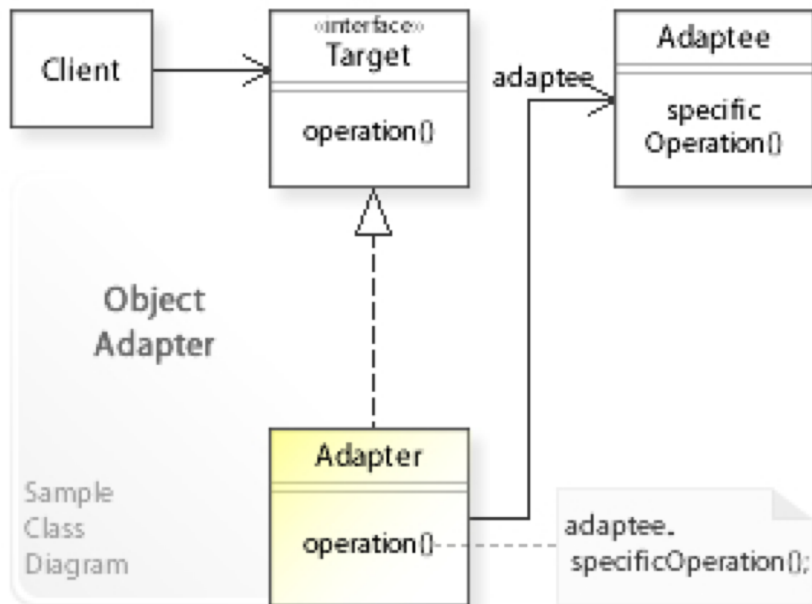 Client
«interface»
Target
operation()
adaptee
Adaptee
specific
Operation()
Object
Adapter
Sample
Class
Diagram
Adapter
operation()
adaptee.
specificOperation();